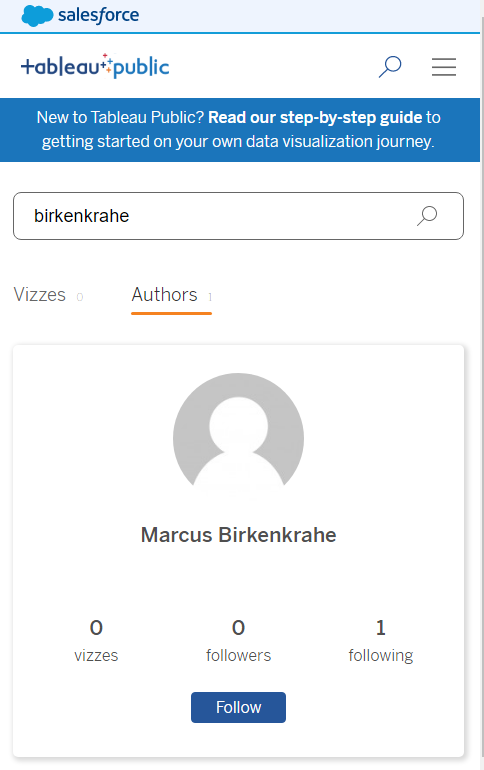 salesforce
+ableau+public
New to Tableau Public? Read our step-by-step guide to
getting started on your own data visualization journey.
birkenkrahe
Vizzes 0 Authors 1
Marcus Birkenkrahe
0 0 1
vizzes followers following
Follow